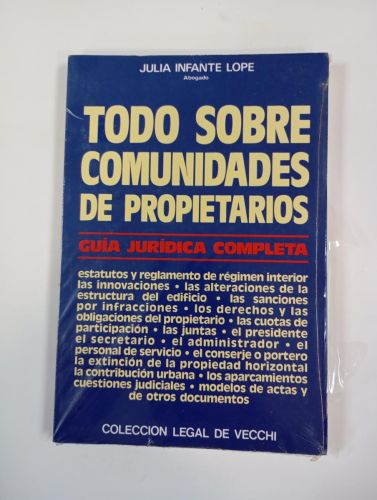 JULIA INFANTE LOPE
Abogado
TODO SOBRE
COMUNIDADES
DE PROPIETARIOS
GUÍA JURÍDICA COMPLETA
estatutos y reglamento de régimen interior
las innovaciones • las alteraciones de la
estructura del edificio • las sanciones
por infracciones • los derechos y las
obligaciones del propietario • las cuotas de
participación • las juntas • el presidente
el secretario • el administrador • el
personal de servicio • el conserje o portero
la extinción de la propiedad horizontal
la contribución urbana • los aparcamientos
cuestiones judiciales • modelos de actas y
de otros documentos
COLECCION LEGAL DE VECCHI